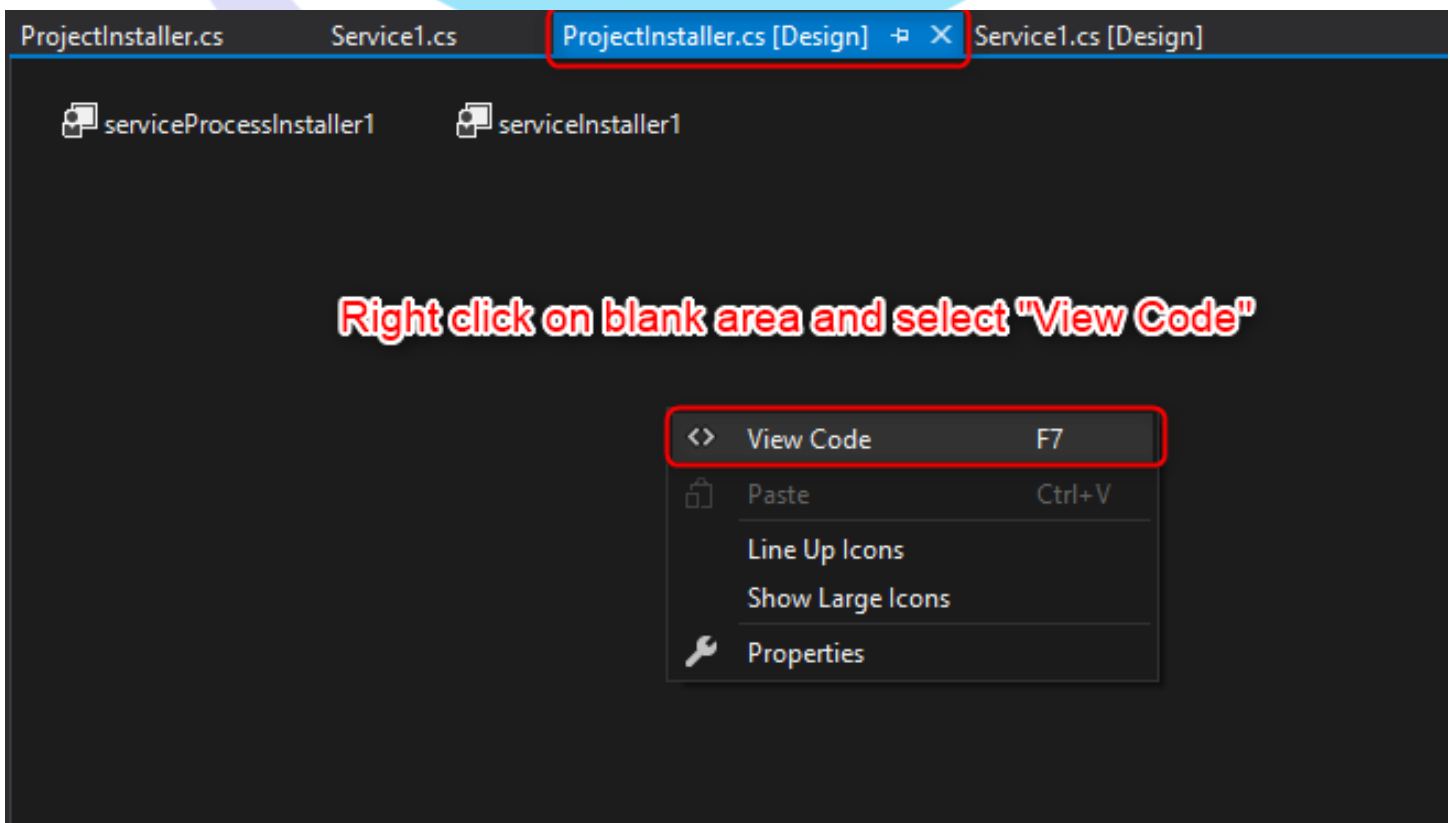 ProjectInstaller.cs Service1.cs ProjectInstaller.cs [Design] Service1.cs [Design]
serviceProcessInstaller1 serviceInstaller1
Right click on blank area and select "View Code"
View Code F7
Paste Ctrl+V
Line Up Icons
Show Large Icons
Properties